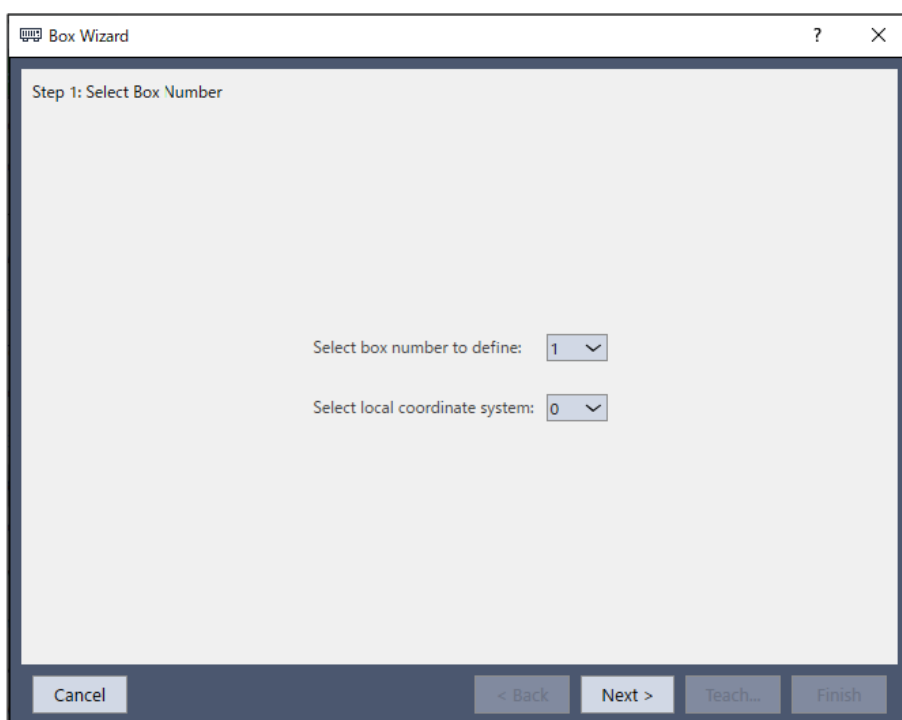 Box Wizard ?
Step 1: Select Box Number
Select box number to define: 1
Select local coordinate system: 0
Cancel < Back Next > Teach... Finish